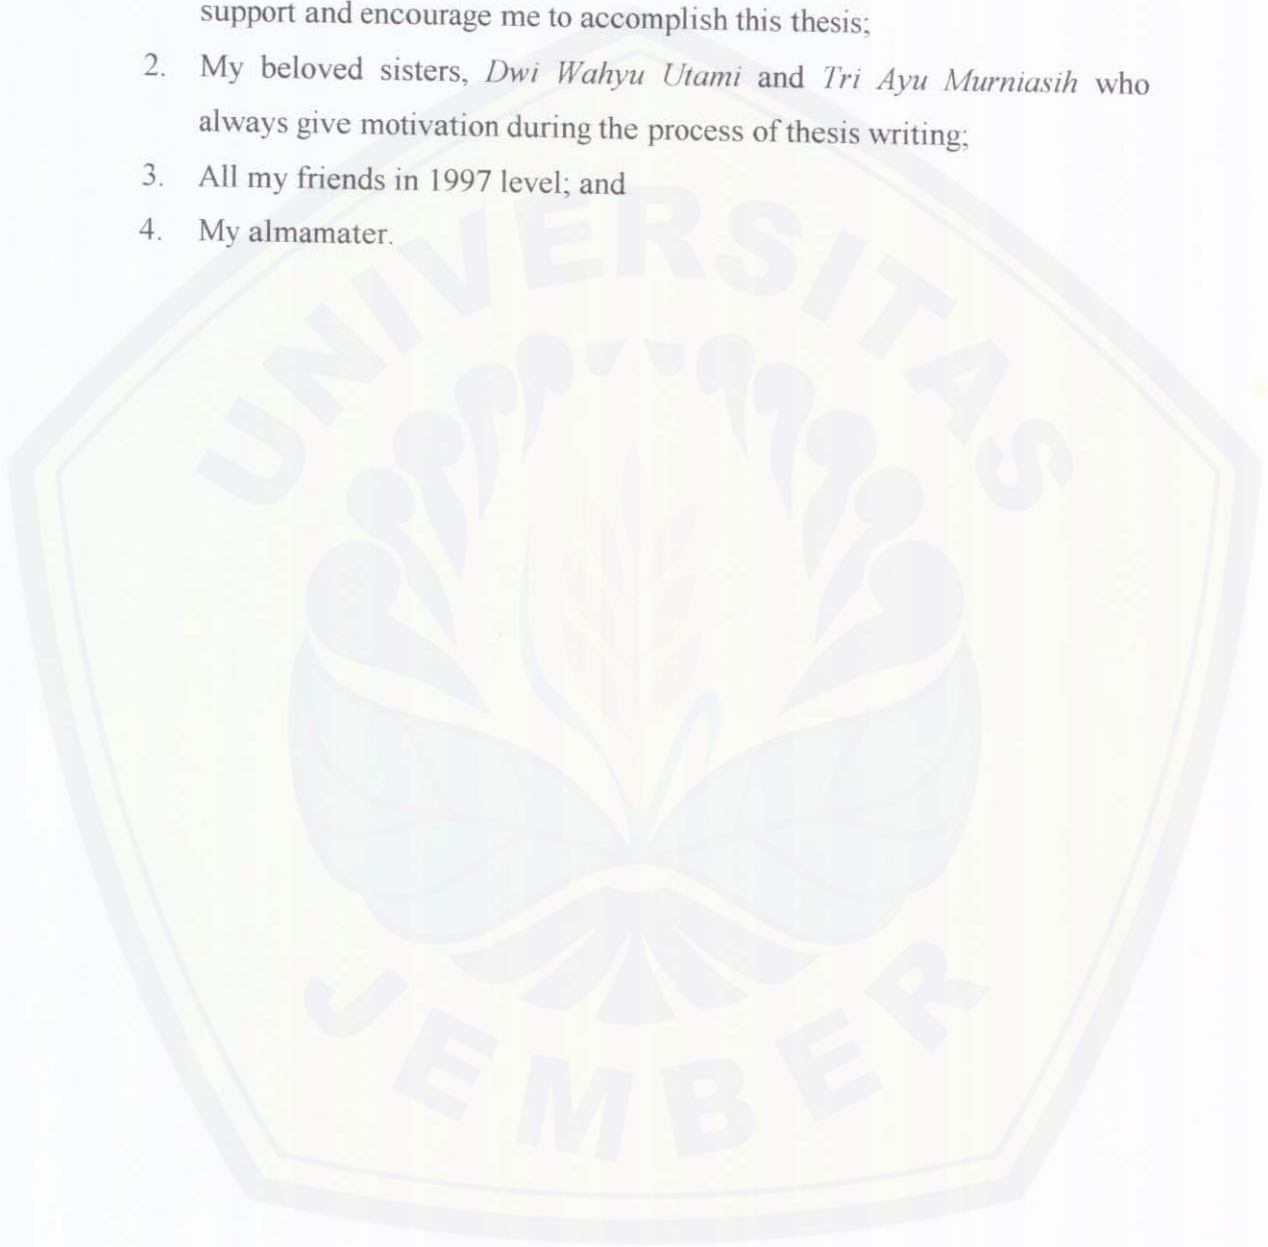 support and encourage me to accomplish this thesis;
2. My beloved sisters, Dwi Wahyu Utami and Tri Ayu Murniasih who
always give motivation during the process of thesis writing;
3. All my friends in 1997 level; and
4. My almamater.
UNIVERSITAS
JEMBER